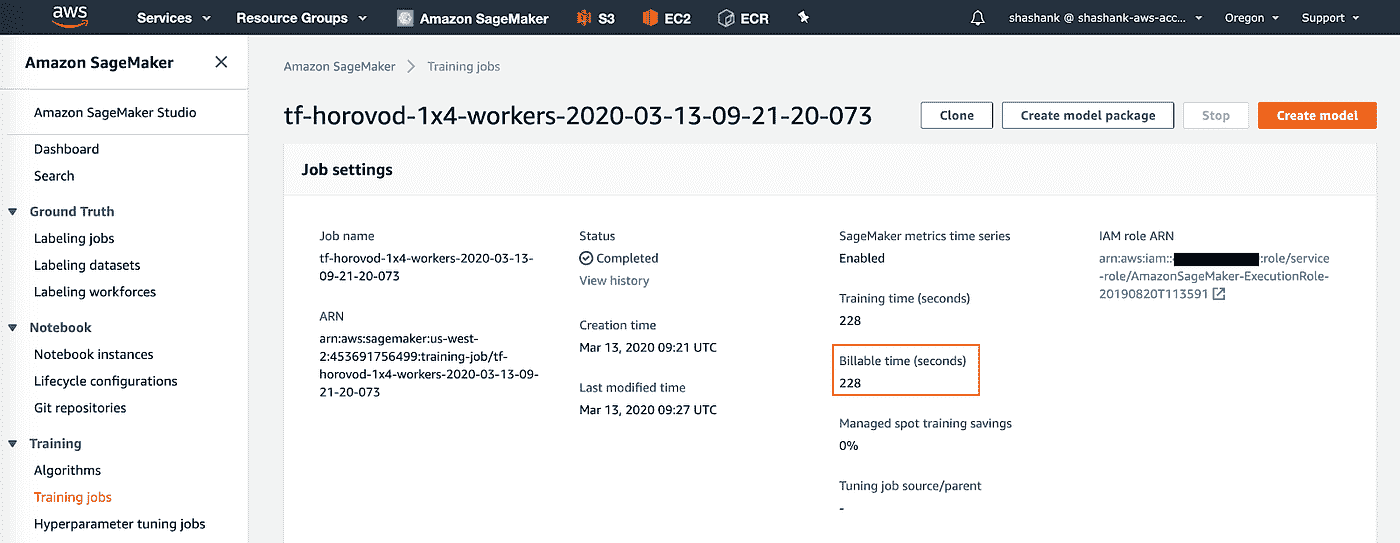 aws
Services
Resource Groups
Amazon SageMaker
S3
EC2
ECR
shashank @ shashank-aws-acc...
Oregon
Support
Amazon SageMaker
Amazon SageMaker Studio
Dashboard
Search
Ground Truth
Labeling jobs
Labeling datasets
Labeling workforces
Notebook
Notebook instances
Lifecycle configurations
Git repositories
Training
Algorithms
Training jobs
Hyperparameter tuning jobs
Amazon SageMaker
Training jobs
tf-horovod-1x4-workers-2020-03-13-09-21-20-073
Clone
Create model package
Stop
Create model
Job settings
Job name
tf-horovod-1x4-workers-2020-03-13-
09-21-20-073
ARN
arn:aws:sagemaker:us-west-
2:453691756499:training-job/tf-
horovod-1x4-workers-2020-03-13-09-
21-20-073
Status
Completed
View history
Creation time
Mar 13, 2020 09:21 UTC
Last modified time
Mar 13, 2020 09:27 UTC
SageMaker metrics time series
Enabled
Training time (seconds)
228
Billable time (seconds)
228
Managed spot training savings
0%
Tuning job source/parent
-
IAM role ARN
arn:aws:iam:: :role/service
-role/AmazonSageMaker-ExecutionRole-
20190820T113591